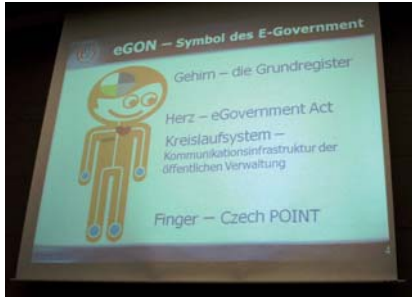 eGON – Symbol des E-Government
Gehirn – die Grundregister
Herz – eGovernment Act
Kreislaufsystem –
Kommunikationsinfrastruktur der
öffentlichen Verwaltung
Finger – Czech POINT